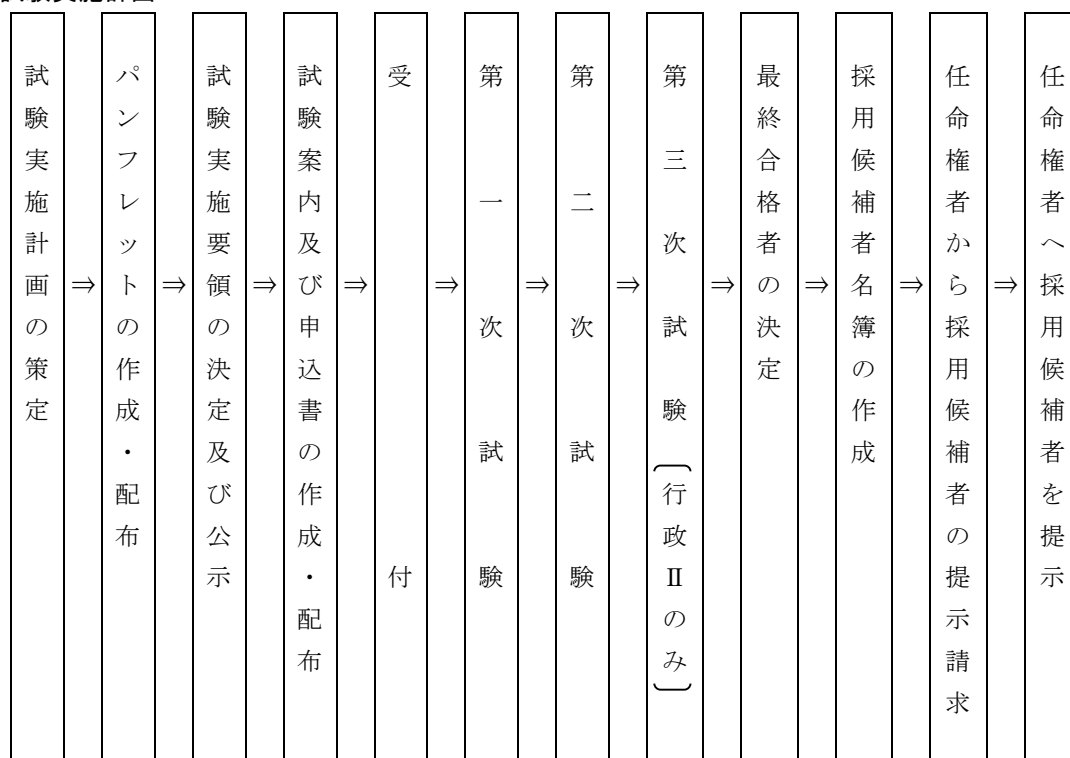 試験実施計画の策定
⇒
パンフレットの作成・配布
⇒
試験実施要領の決定及び公示
⇒
試験案内及び申込書の作成・配布
⇒
受付
⇒
第一次試験
⇒
第二次試験
⇒
第三次試験(行政Ⅱのみ)
⇒
最終合格者の決定
⇒
採用候補者名簿の作成
⇒
任命権者から採用候補者の提示請求
⇒
任命権者へ採用候補者を提示